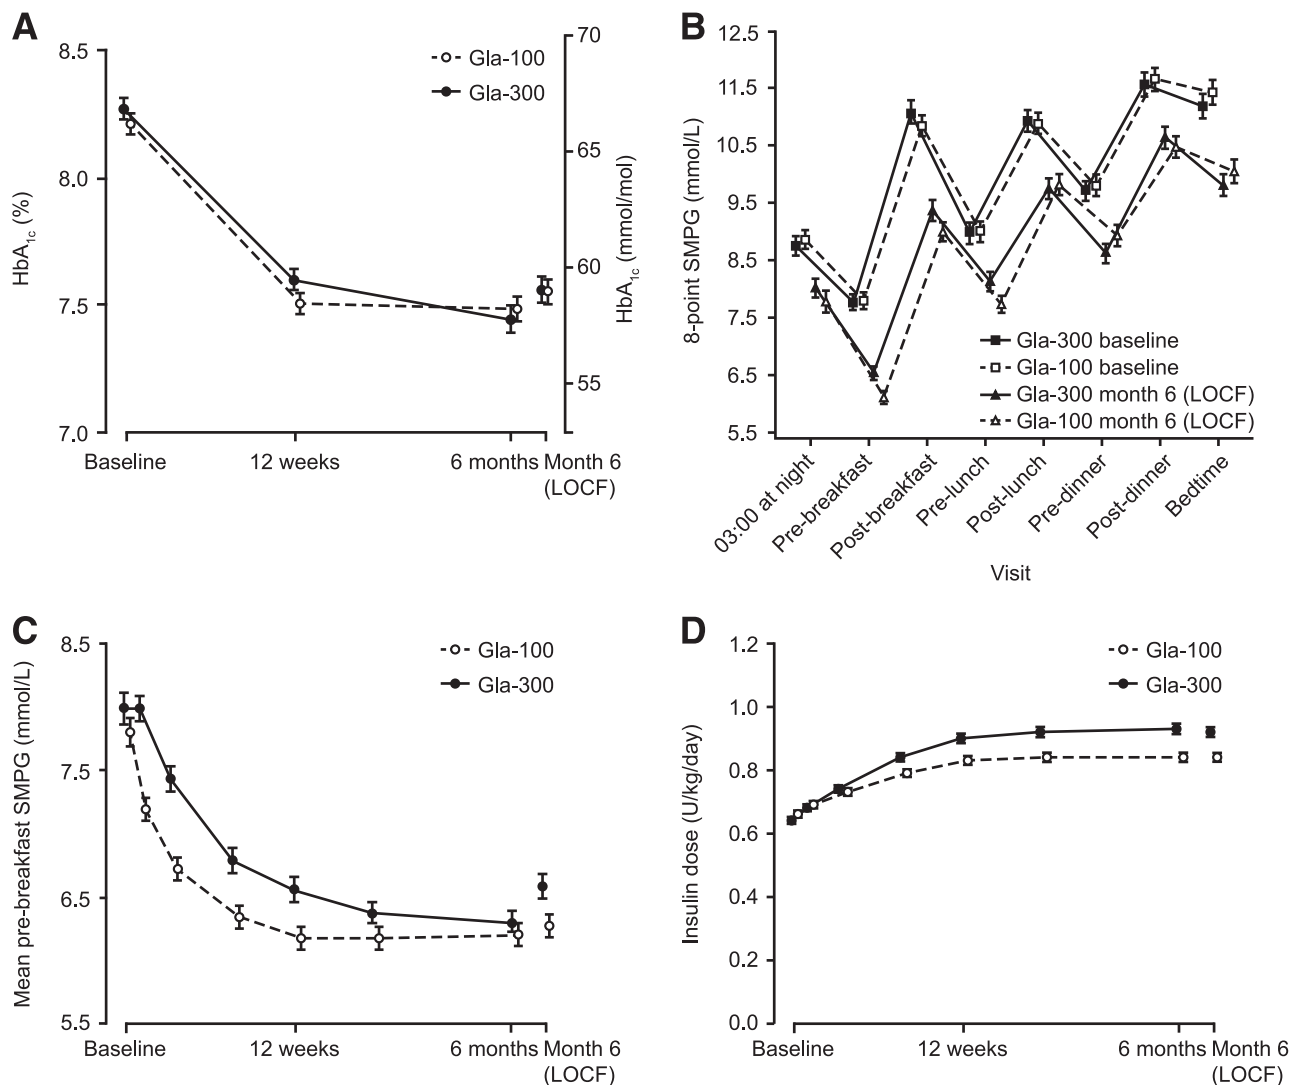 A
8.5
8.0
7.5
7.0
HbA1c (%)
Gla-100
Gla-300
70
65
60
55
HbA1c (mmol/mol)
Baseline
12 weeks
6 months
Month 6
(LOCF)
B
12.5
11.5
10.5
9.5
8.5
7.5
6.5
5.5
8-point SMPG (mmol/L)
Gla-300 baseline
Gla-100 baseline
Gla-300 month 6 (LOCF)
Gla-100 month 6 (LOCF)
03:00 at night
Pre-breakfast
Post-breakfast
Pre-lunch
Post-lunch
Pre-dinner
Post-dinner
Bedtime
Visit
C
8.5
7.5
6.5
5.5
Mean pre-breakfast SMPG (mmol/L)
Gla-100
Gla-300
Baseline
12 weeks
6 months
Month 6
(LOCF)
D
1.2
1.0
0.8
0.6
0.4
0.2
0.0
Insulin dose (U/kg/day)
Gla-100
Gla-300
Baseline
12 weeks
6 months
Month 6
(LOCF)